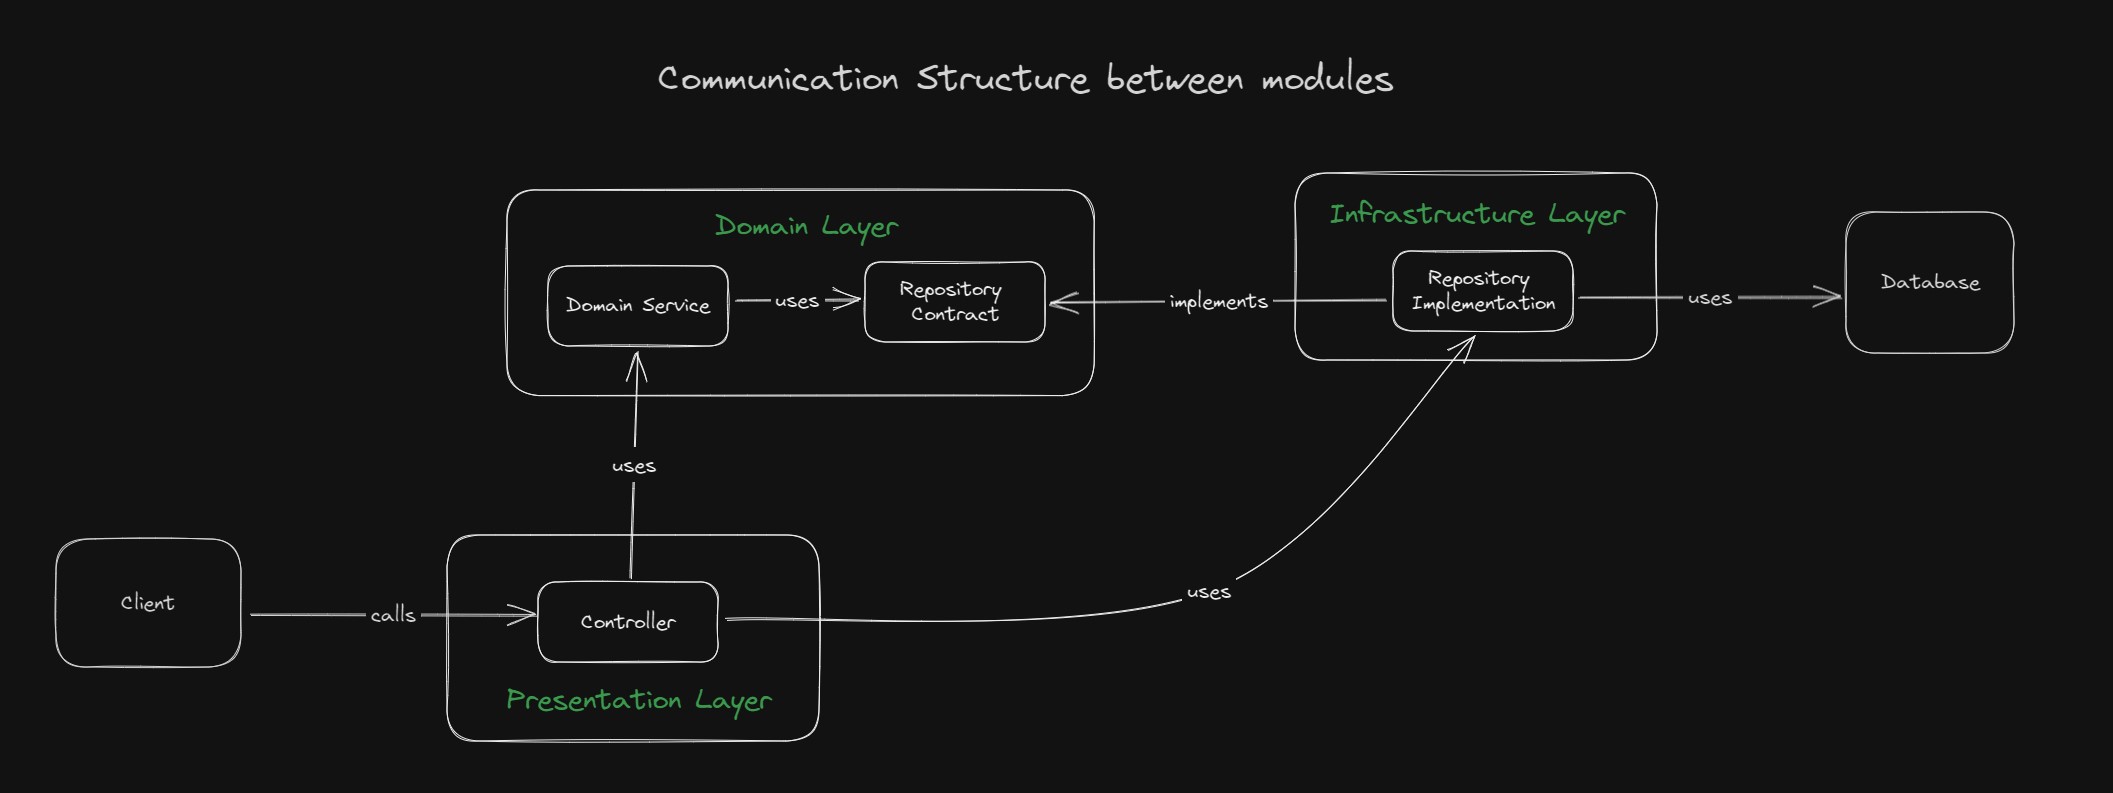 Communication Structure between modules
Domain Layer
Domain Service
uses
Repository
Contract
implements
Infrastructure Layer
Repository
Implementation
uses
Database
uses
Client
calls
Controller
Presentation Layer
uses